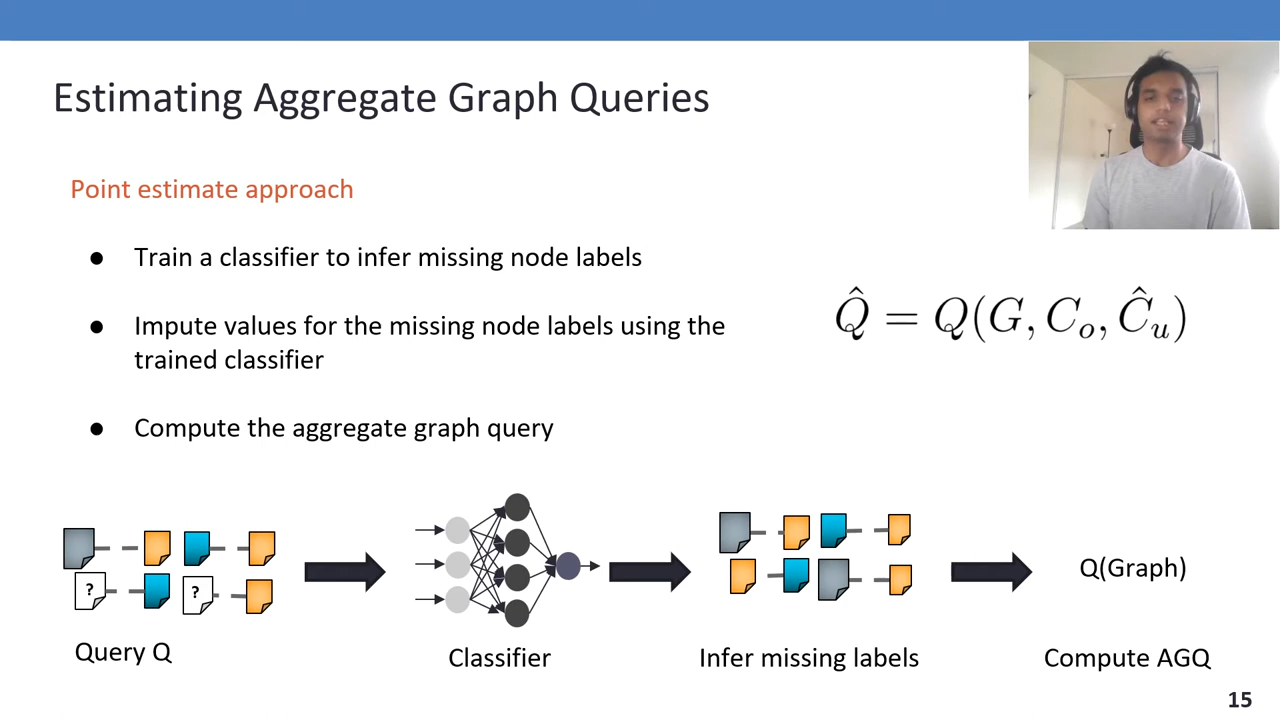 Estimating Aggregate Graph Queries
Point estimate approach
● Train a classifier to infer missing node labels
● Impute values for the missing node labels using the
trained classifier
● Compute the aggregate graph query
Q̂ = Q(G, Cₒ, Ĉᵤ)
? ?
Q(Graph)
Query Q
Classifier
Infer missing labels
Compute AGQ
15